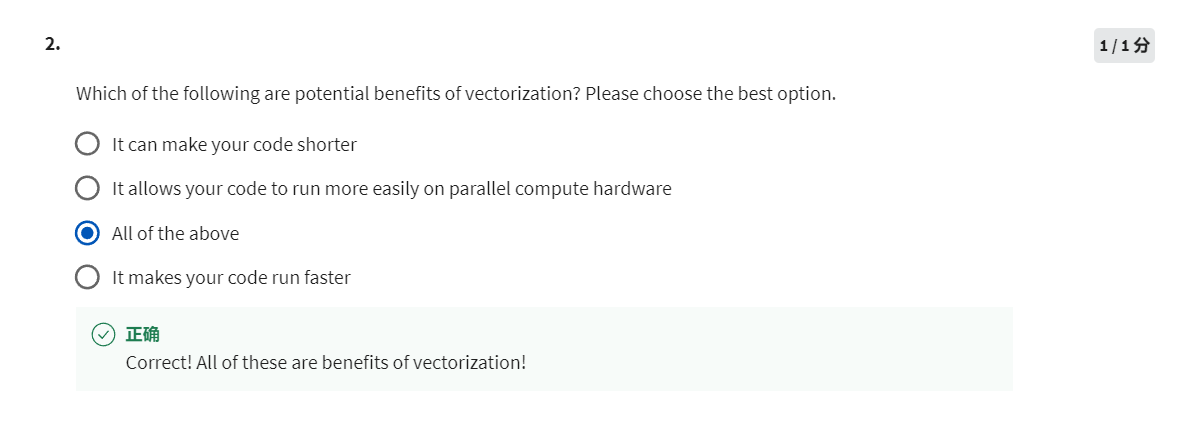 2.
1 / 1 分
Which of the following are potential benefits of vectorization? Please choose the best option.
It can make your code shorter
It allows your code to run more easily on parallel compute hardware
All of the above
It makes your code run faster
正确
Correct! All of these are benefits of vectorization!